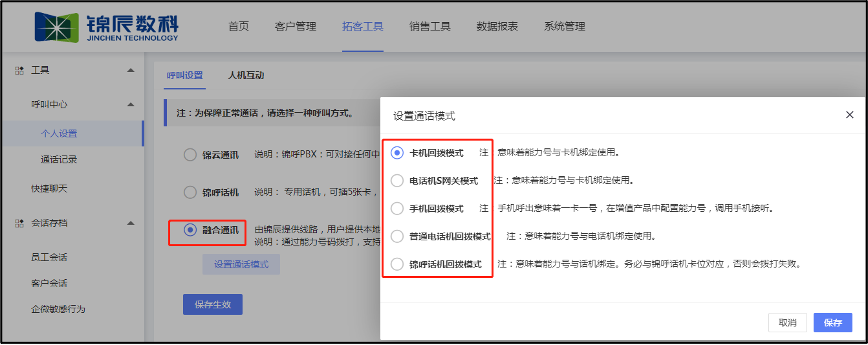 锦辰数科
JINCHEN TECHNOLOGY
首页 客户管理 拓客工具 销售工具 数据报表 系统管理
工具
呼叫中心
个人设置
通话记录
快捷聊天
会话存档
员工会话
客户会话
企微敏感行为
呼叫设置 人机互动
注：为保障正常通话，请选择一种呼叫方式。
锦云通讯 说明：锦呼PBX；可对接任何中
锦呼话机 说明： 专用话机，可插5张卡，
融合通讯 由锦辰提供线路，用户提供本地
说明：通过能力号码拨打，支持
设置通话模式
保存生效
设置通话模式
卡机回拨模式 注 意味着能力号与卡机绑定使用。
电话机S网关模式 注：意味着能力号与卡机绑定使用。
手机回拨模式 注 手机呼出意味着一卡一号，在增值产品中配置能力号，调用手机接听。
普通电话机回拨模式 注：意味着能力号与电话机绑定使用。
锦呼话机回拨模式 注：意味着能力号与话机绑定。务必与锦呼话机卡位对应，否则会拨打失败。
取消 保存